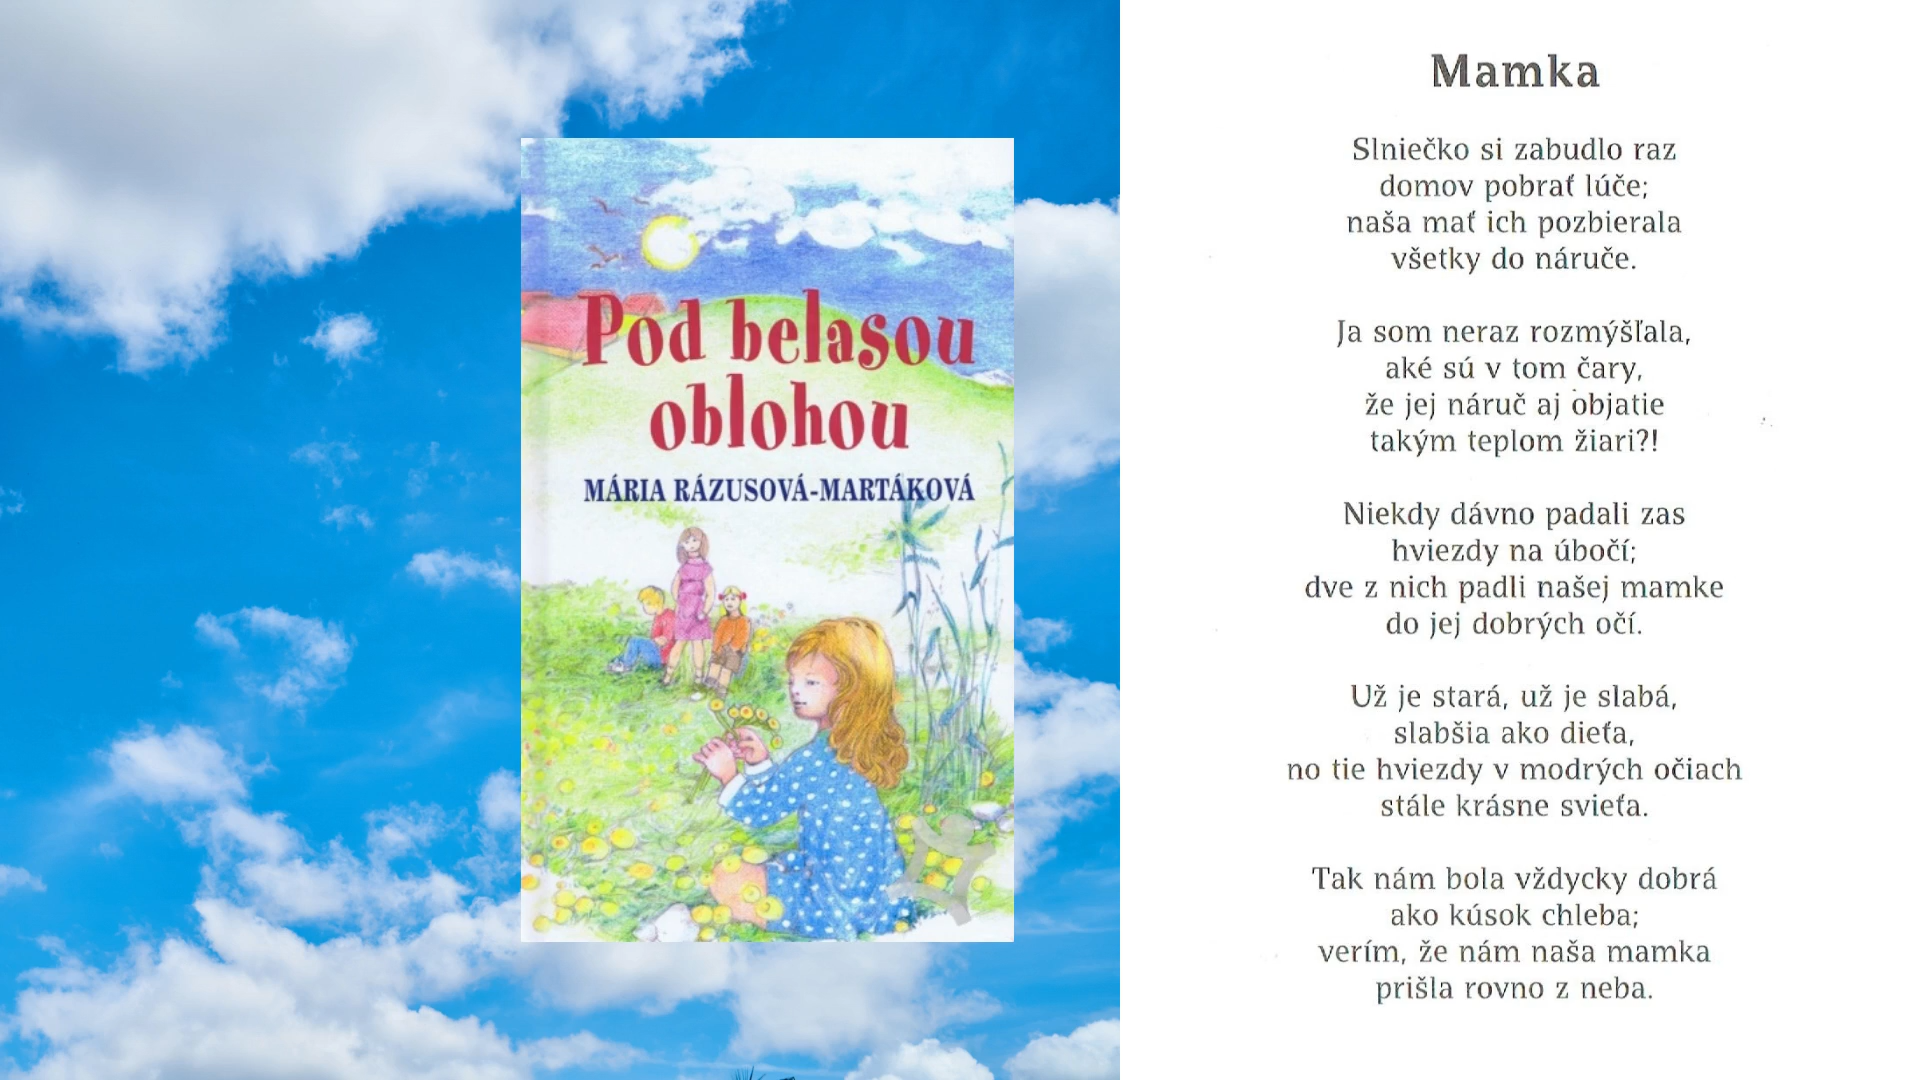 Pod belasou
oblohou
MÁRIA RÁZUSOVÁ-MARTÁKOVÁ
Mamka
Slniečko si zabudlo raz
domov pobrať lúče;
naša mať ich pozbierala
všetky do náruče.
Ja som neraz rozmýšľala,
aké sú v tom čary,
že jej náruč aj objatie
takým teplom žiari?!
Niekdy dávno padali zas
hviezdy na úbočí;
dve z nich padli našej mamke
do jej dobrých očí.
Už je stará, už je slabá,
slabšia ako dieťa,
no tie hviezdy v modrých očiach
stále krásne svieťa.
Tak nám bola vždycky dobrá
ako kúsok chleba;
verím, že nám naša mamka
prišla rovno z neba.